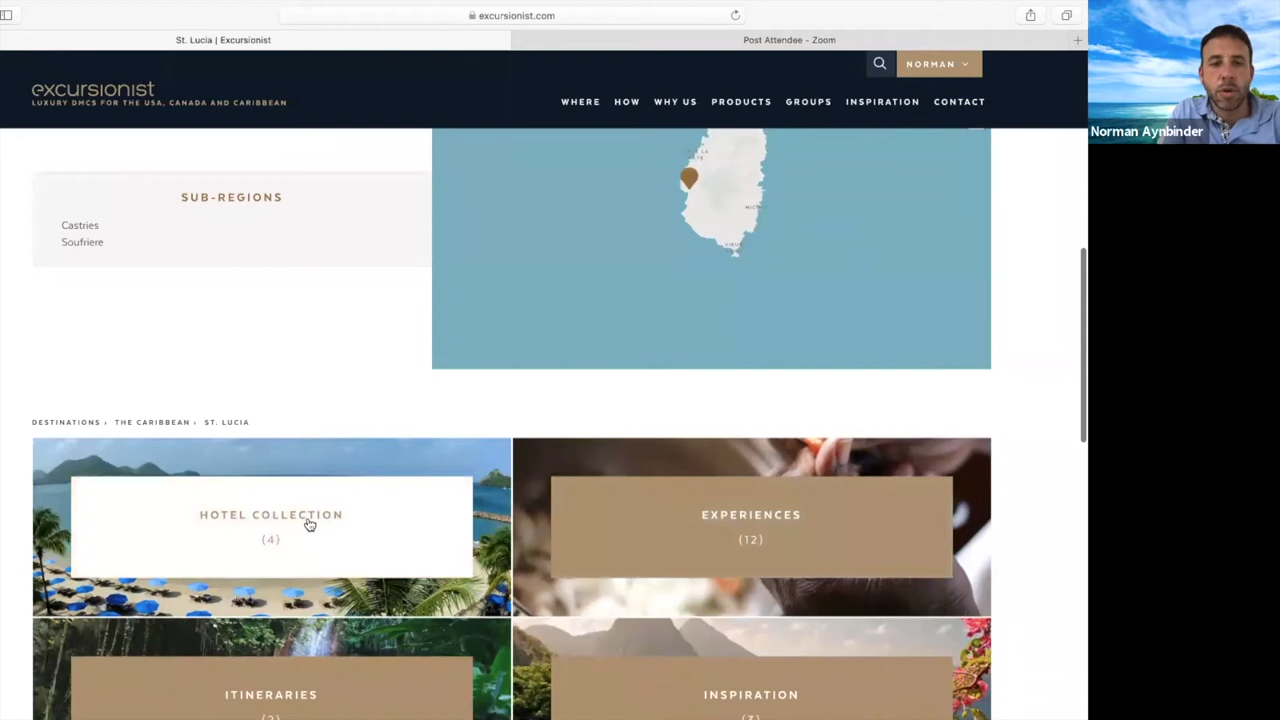 excursionist.com
St. Lucia | Excursionist
Post Attendee - Zoom
NORMAN
excursionist
LUXURY DMCS FOR THE USA, CANADA AND CARIBBEAN
WHERE HOW WHY US PRODUCTS GROUPS INSPIRATION CONTACT
Norman Aynbinder
SUB-REGIONS
Castries
Soufriere
DESTINATIONS › THE CARIBBEAN › ST. LUCIA
HOTEL COLLECTION
(4)
EXPERIENCES
(12)
ITINERARIES
INSPIRATION